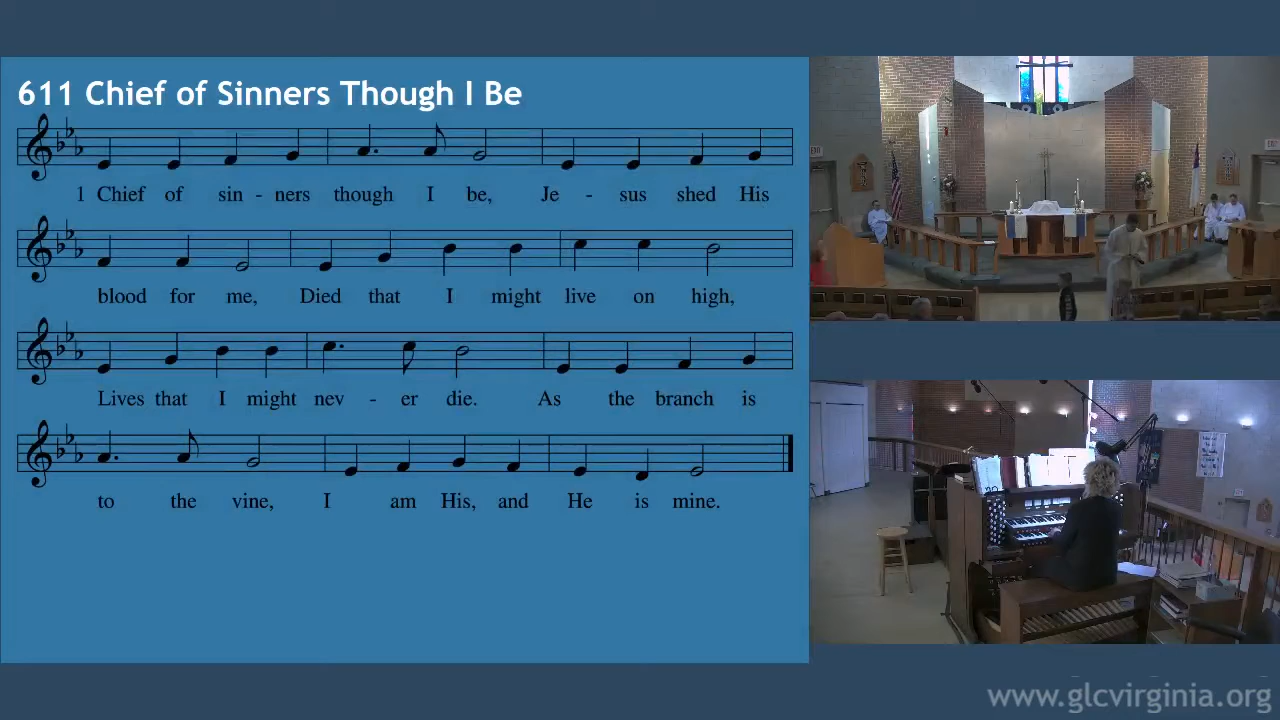 611 Chief of Sinners Though I Be
1 Chief of sin - ners though I be, Je - sus shed His
blood for me, Died that I might live on high,
Lives that I might nev - er die. As the branch is
to the vine, I am His, and He is mine.
www.glcvirginia.org